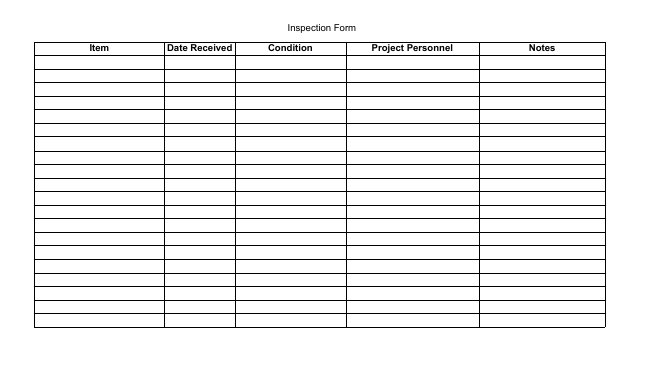 Inspection Form
Item Date Received Condition Project Personnel Notes